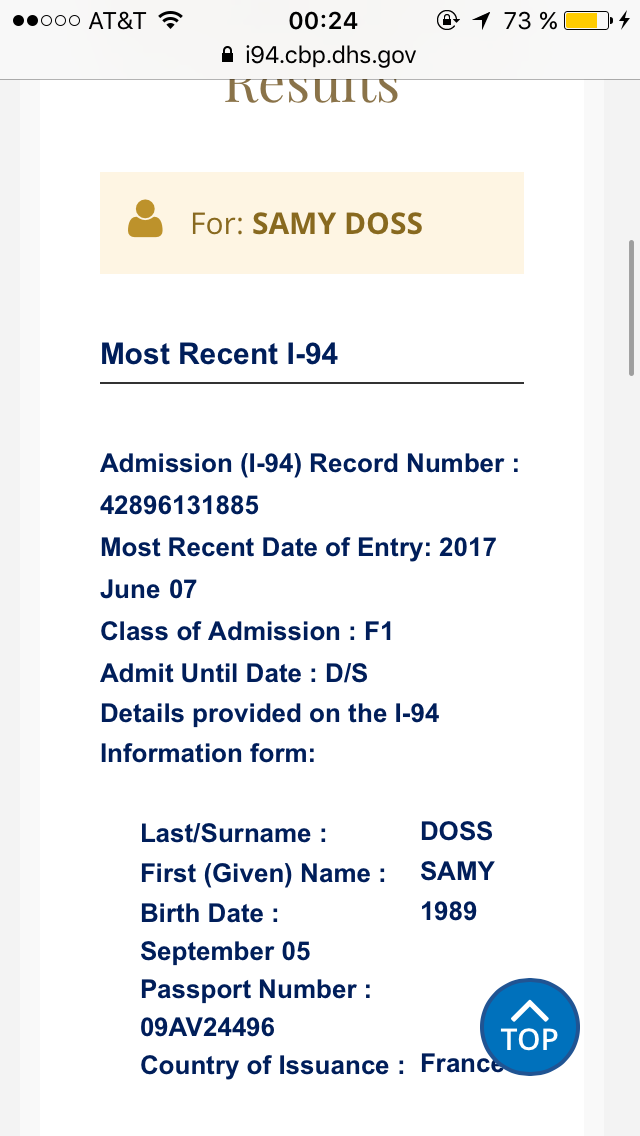 AT&T 00:24 73 %
i94.cbp.dhs.gov
Results
For: SAMY DOSS
Most Recent I-94
Admission (I-94) Record Number :
42896131885
Most Recent Date of Entry: 2017
June 07
Class of Admission : F1
Admit Until Date : D/S
Details provided on the I-94
Information form:
Last/Surname : DOSS
First (Given) Name : SAMY
Birth Date : 1989
September 05
Passport Number :
09AV24496
Country of Issuance : France
TOP